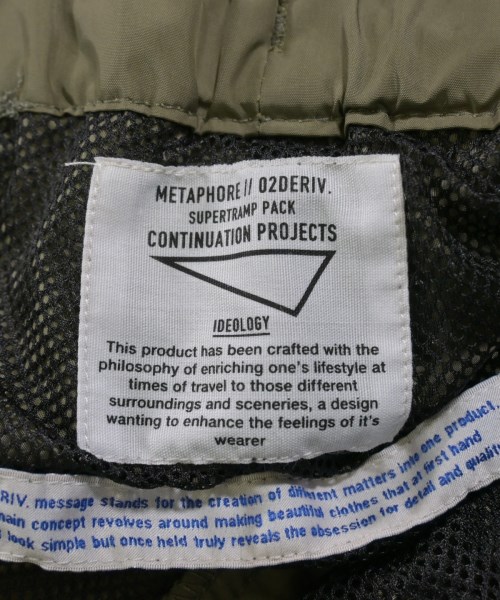 METAPHORE // 02DERIV.
SUPERTRAMP PACK
CONTINUATION PROJECTS
IDEOLOGY
This product has been crafted with the
philosophy of enriching one's lifestyle at
times of travel to those different
surroundings and sceneries, a design
wanting to enhance the feelings of it's
wearer
ERIV. message stands for the creation of different matters into one product.
main concept revolves around making beautiful clothes that at first hand
look simple but once held truly reveals the obsession for detail and quality